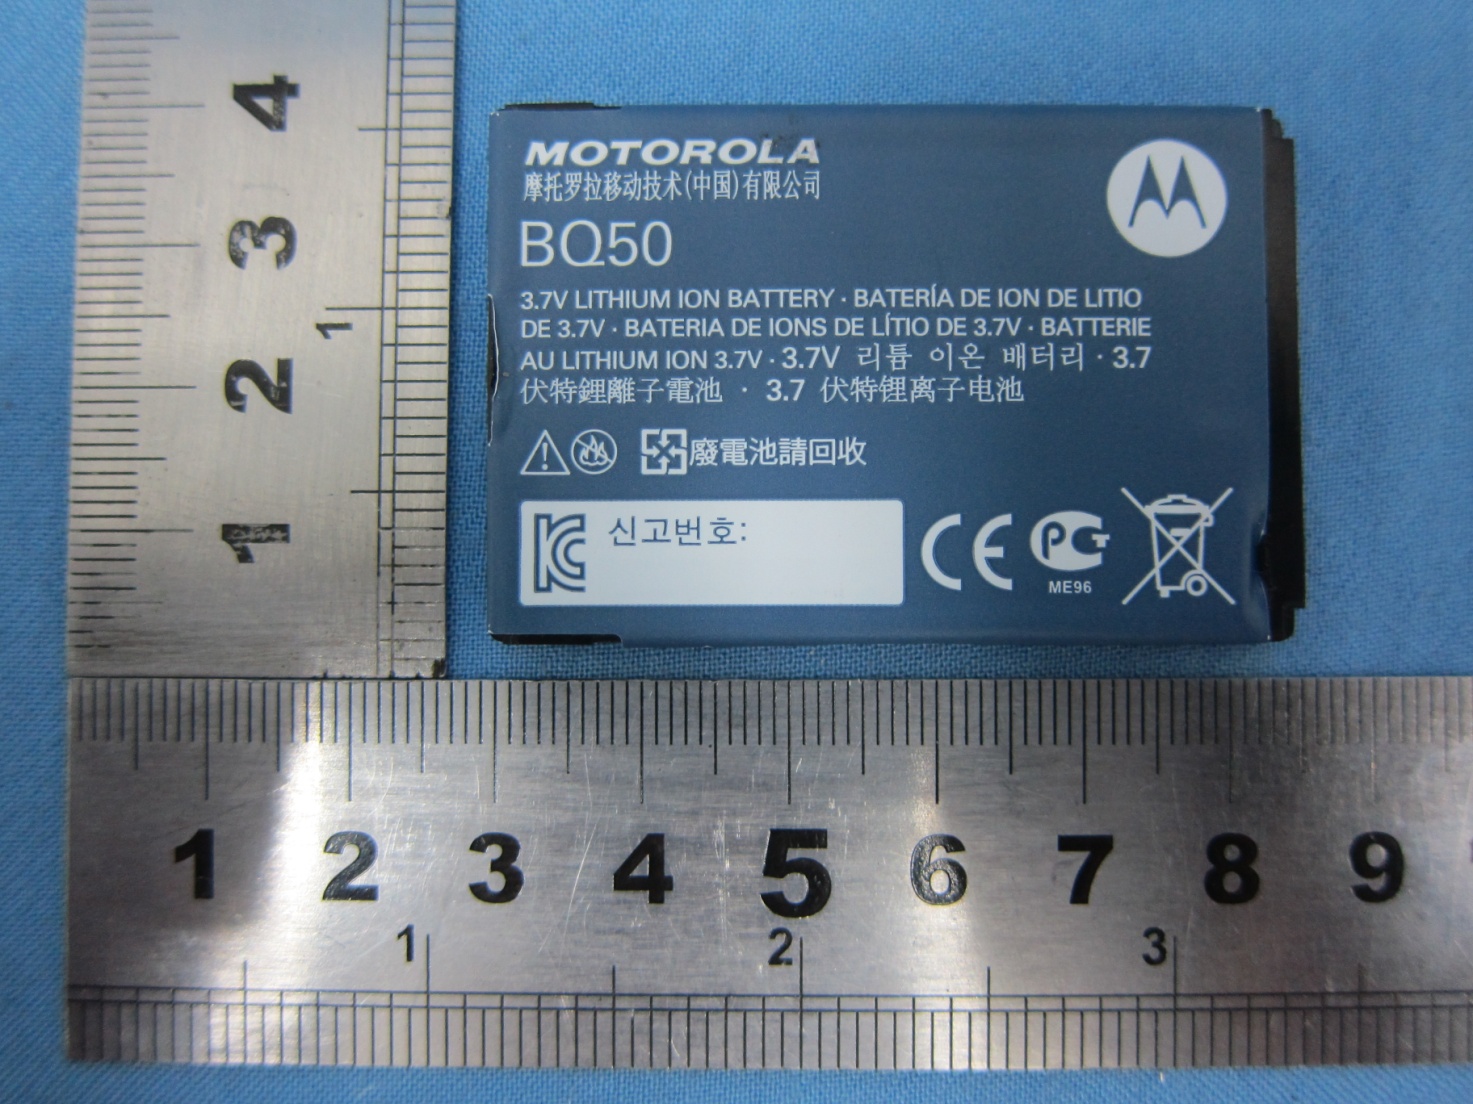 MOTOROLA
摩托罗拉移动技术(中国)有限公司
BQ50
3.7V LITHIUM ION BATTERY · BATERÍA DE ION DE LITIO
DE 3.7V · BATERIA DE IONS DE LÍTIO DE 3.7V · BATTERIE
AU LITHIUM ION 3.7V · 3.7V 리튬 이온 배터리 · 3.7
伏特鋰離子電池 · 3.7 伏特锂离子电池
廢電池請回收
신고번호:
CE
ME96
4
3
1
2
1
1 2 3 4 5 6 7 8 9
1 2 3